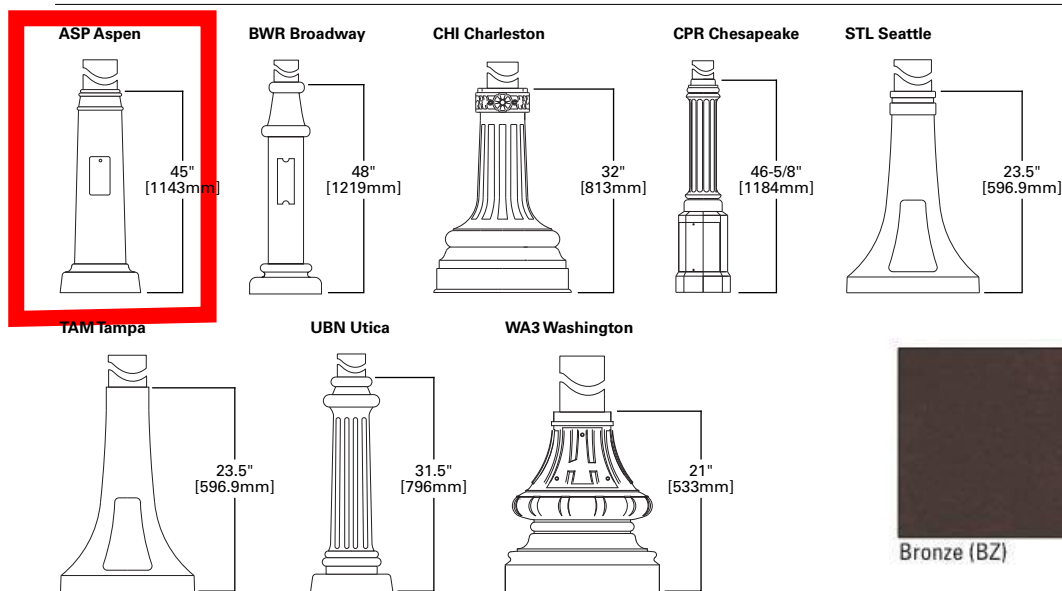 ASP Aspen
BWR Broadway
CHI Charleston
CPR Chesapeake
STL Seattle
45"
[1143mm]
48"
[1219mm]
32"
[813mm]
46-5/8"
[1184mm]
23.5"
[596.9mm]
TAM Tampa
UBN Utica
WA3 Washington
23.5"
[596.9mm]
31.5"
[796mm]
21"
[533mm]
Bronze (BZ)